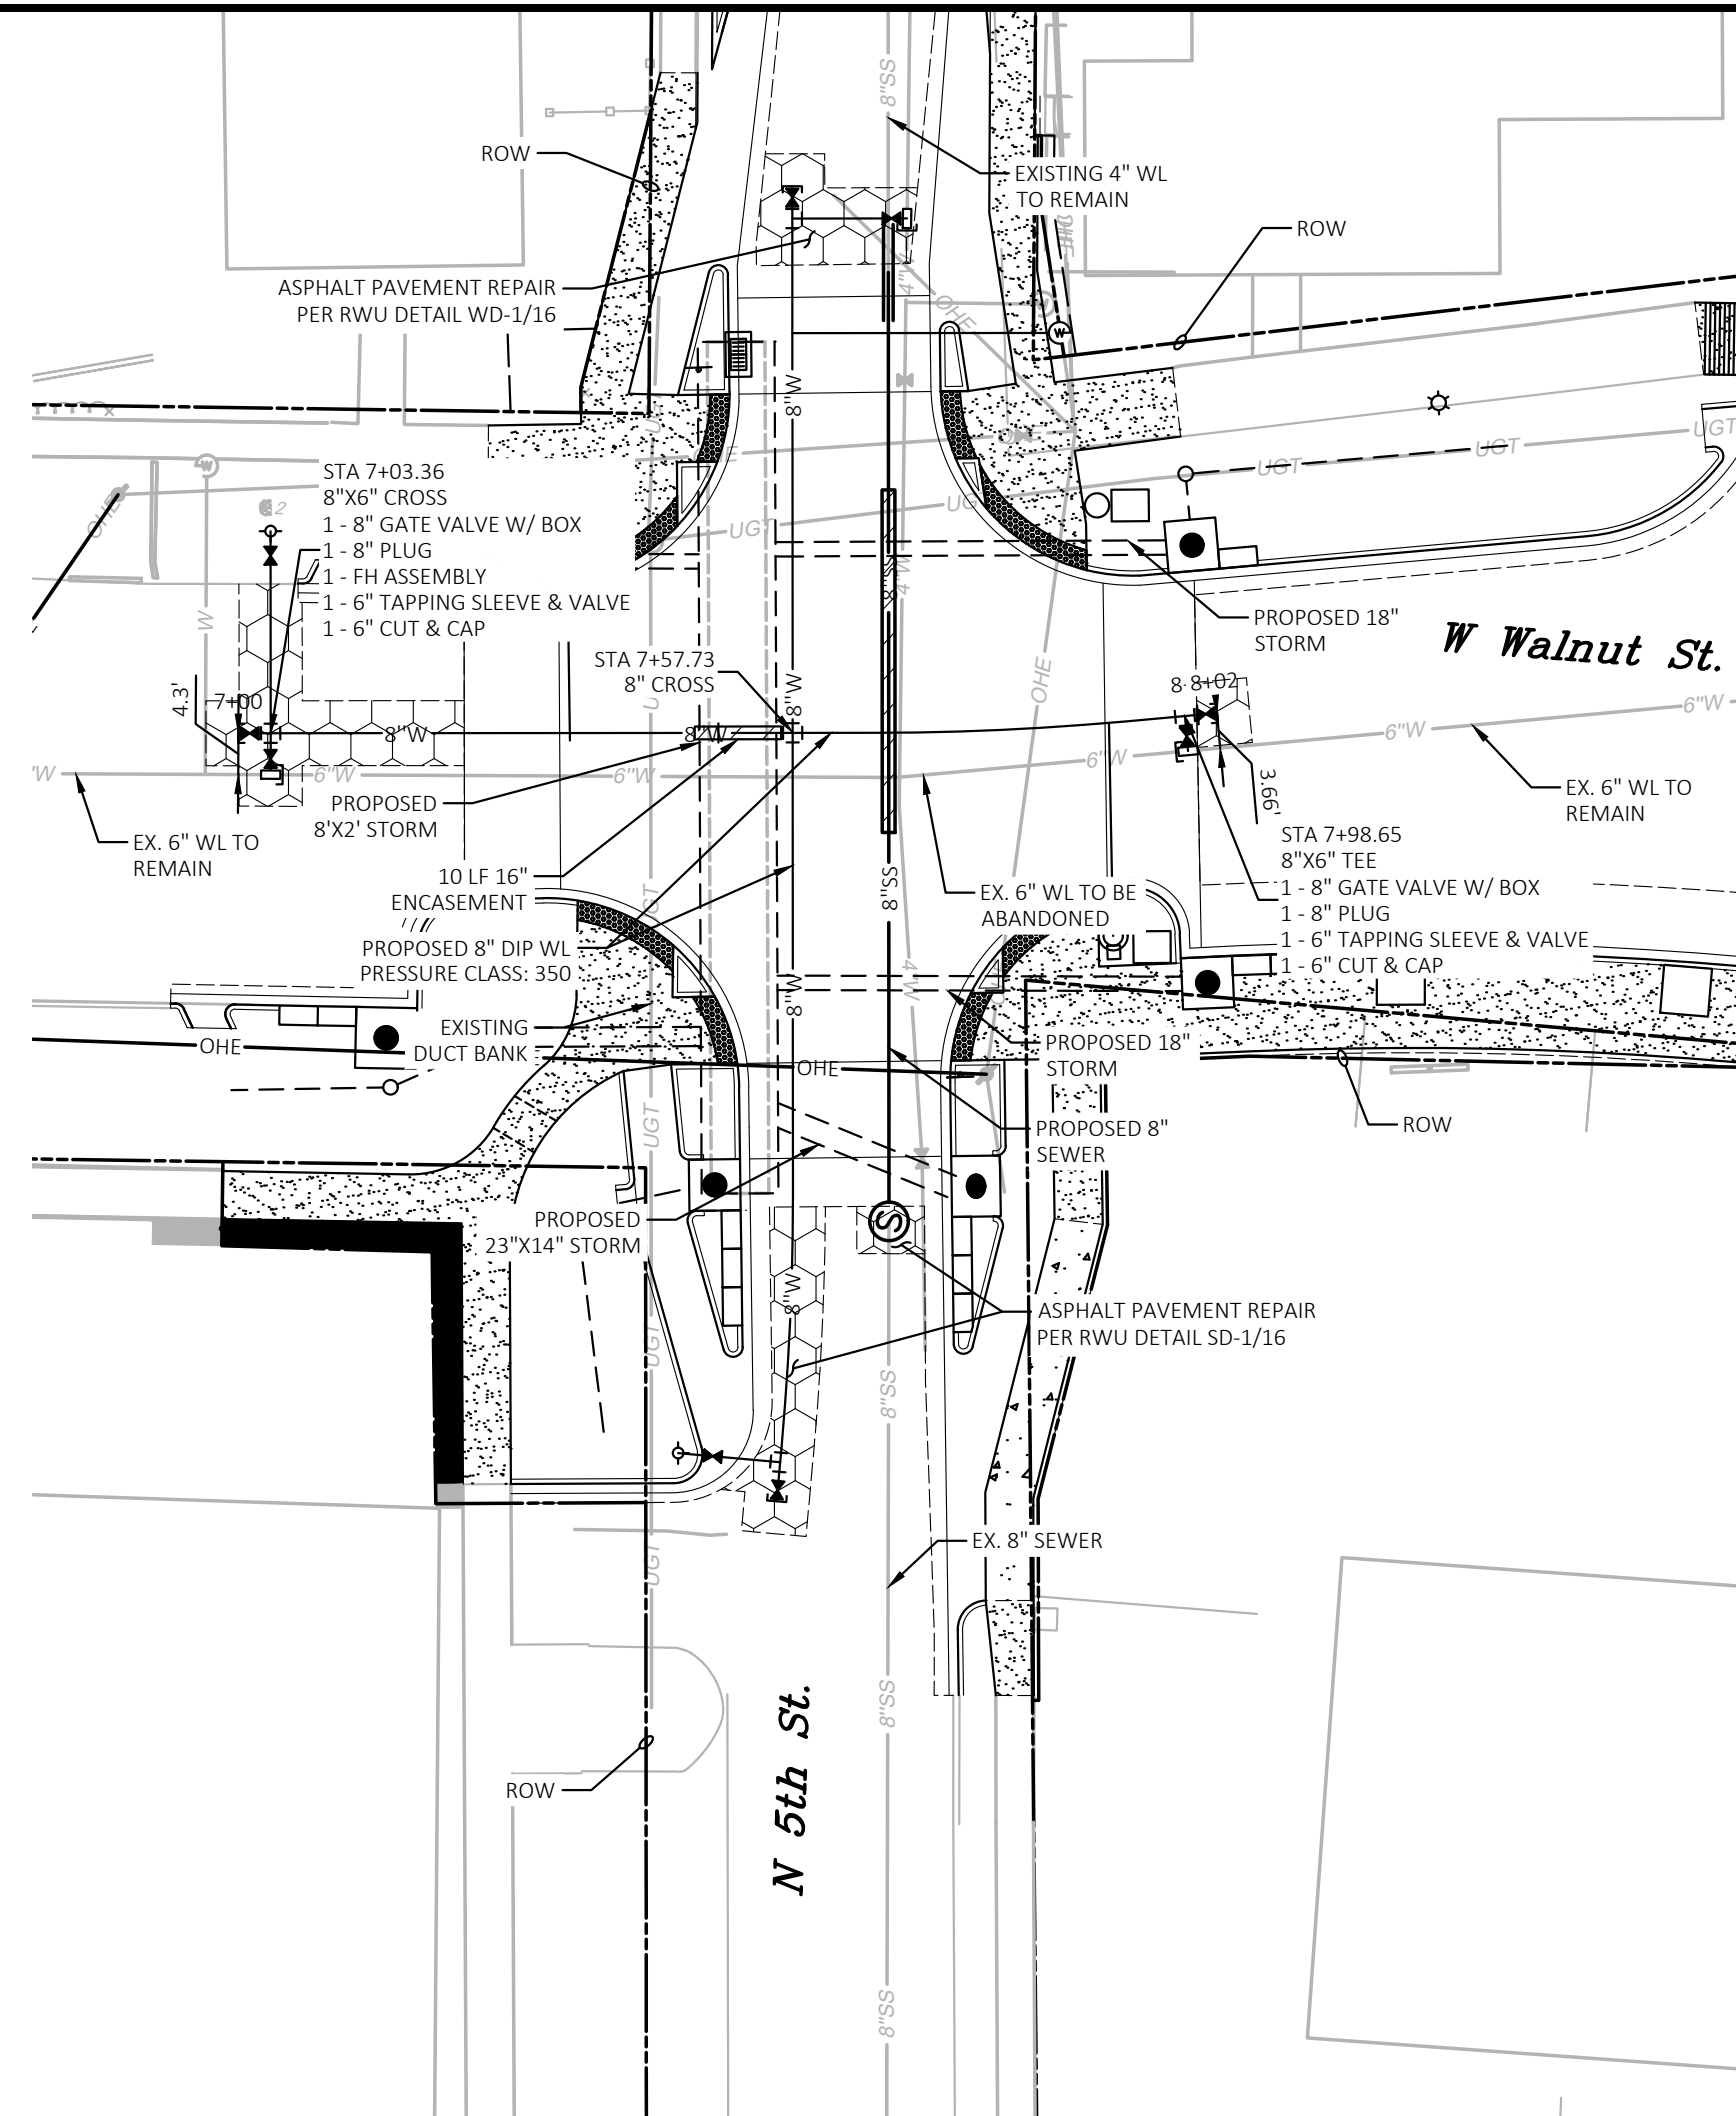 8"SS
ROW
EXISTING 4" WL
TO REMAIN
ROW
ASPHALT PAVEMENT REPAIR
PER RWU DETAIL WD-1/16
4"W
OHE
W
8"W
UGT
UGT
UGT
W
OHE
STA 7+03.36
8"X6" CROSS
1 - 8" GATE VALVE W/ BOX
1 - 8" PLUG
1 - FH ASSEMBLY
1 - 6" TAPPING SLEEVE & VALVE
1 - 6" CUT & CAP
UGT
4"W
W
PROPOSED 18"
STORM
W Walnut St.
STA 7+57.73
8" CROSS
8"W
OHE
8+02
4.3'
7+00
8"W
8"W
6"W
6"W
6"W
6"W
6"W
"W
6"W
3.66'
PROPOSED
8'X2' STORM
EX. 6" WL TO
REMAIN
EX. 6" WL TO
REMAIN
10 LF 16"
ENCASEMENT
8"SS
EX. 6" WL TO BE
ABANDONED
STA 7+98.65
8"X6" TEE
1 - 8" GATE VALVE W/ BOX
1 - 8" PLUG
1 - 6" TAPPING SLEEVE & VALVE
1 - 6" CUT & CAP
PROPOSED 8" DIP WL
PRESSURE CLASS: 350
8"W
4"W
EXISTING
DUCT BANK
OHE
OHE
PROPOSED 18"
STORM
ROW
UGT
PROPOSED 8"
SEWER
PROPOSED
23"X14" STORM
S
8"W
ASPHALT PAVEMENT REPAIR
PER RWU DETAIL SD-1/16
UGT
8"SS
EX. 8" SEWER
UGT
8"SS
N 5th St.
ROW
8"SS